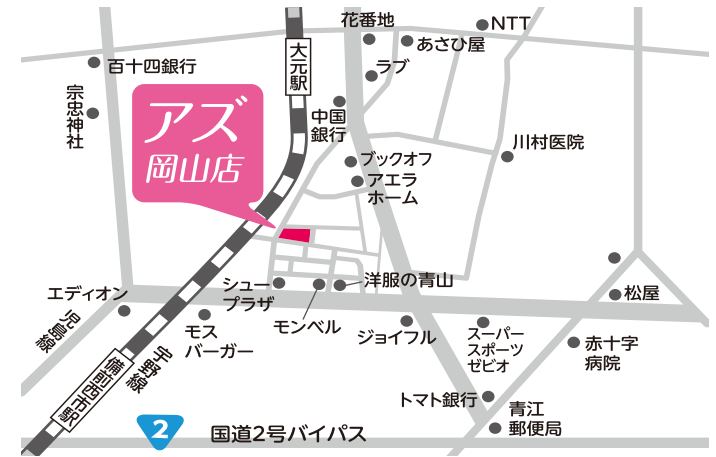 花番地
NTT
あさひ屋
大元駅
百十四銀行
ラブ
宗忠神社
アズ
岡山店
中国
銀行
川村医院
ブックオフ
アエラ
ホーム
シュー
プラザ
洋服の青山
エディオン
松屋
児島線
モス
バーガー
モンベル
ジョイフル
スーパー
スポーツ
ゼビオ
赤十字
病院
宇野線
備前西市駅
トマト銀行
青江
郵便局
2
国道2号バイパス